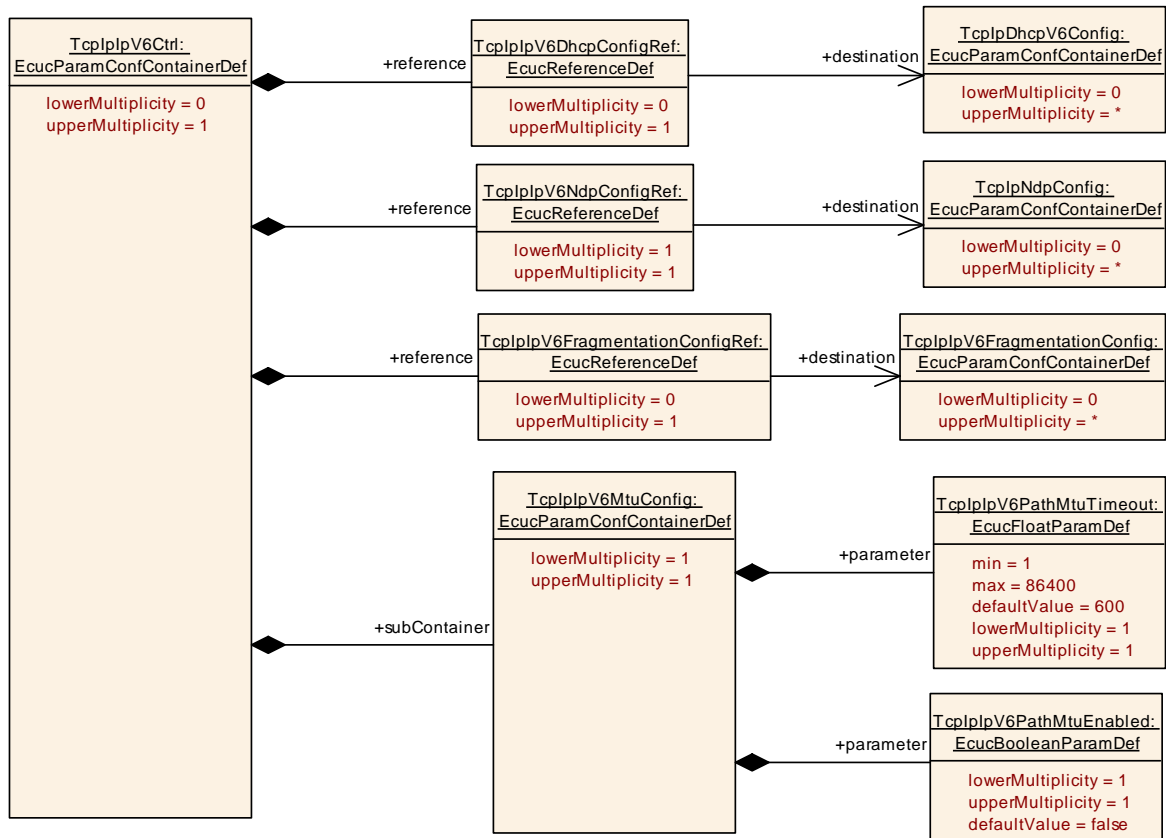 TcpIpIpV6Ctrl:
EcucParamConfContainerDef
lowerMultiplicity = 0
upperMultiplicity = 1
+reference
TcpIpIpV6DhcpConfigRef:
EcucReferenceDef
lowerMultiplicity = 0
upperMultiplicity = 1
+destination
TcpIpDhcpV6Config:
EcucParamConfContainerDef
lowerMultiplicity = 0
upperMultiplicity = *
+reference
TcpIpIpV6NdpConfigRef:
EcucReferenceDef
lowerMultiplicity = 1
upperMultiplicity = 1
+destination
TcpIpNdpConfig:
EcucParamConfContainerDef
lowerMultiplicity = 0
upperMultiplicity = *
+reference
TcpIpIpV6FragmentationConfigRef:
EcucReferenceDef
lowerMultiplicity = 0
upperMultiplicity = 1
+destination
TcpIpIpV6FragmentationConfig:
EcucParamConfContainerDef
lowerMultiplicity = 0
upperMultiplicity = *
+subContainer
TcpIpIpV6MtuConfig:
EcucParamConfContainerDef
lowerMultiplicity = 1
upperMultiplicity = 1
+parameter
TcpIpIpV6PathMtuTimeout:
EcucFloatParamDef
min = 1
max = 86400
defaultValue = 600
lowerMultiplicity = 1
upperMultiplicity = 1
+parameter
TcpIpIpV6PathMtuEnabled:
EcucBooleanParamDef
lowerMultiplicity = 1
upperMultiplicity = 1
defaultValue = false